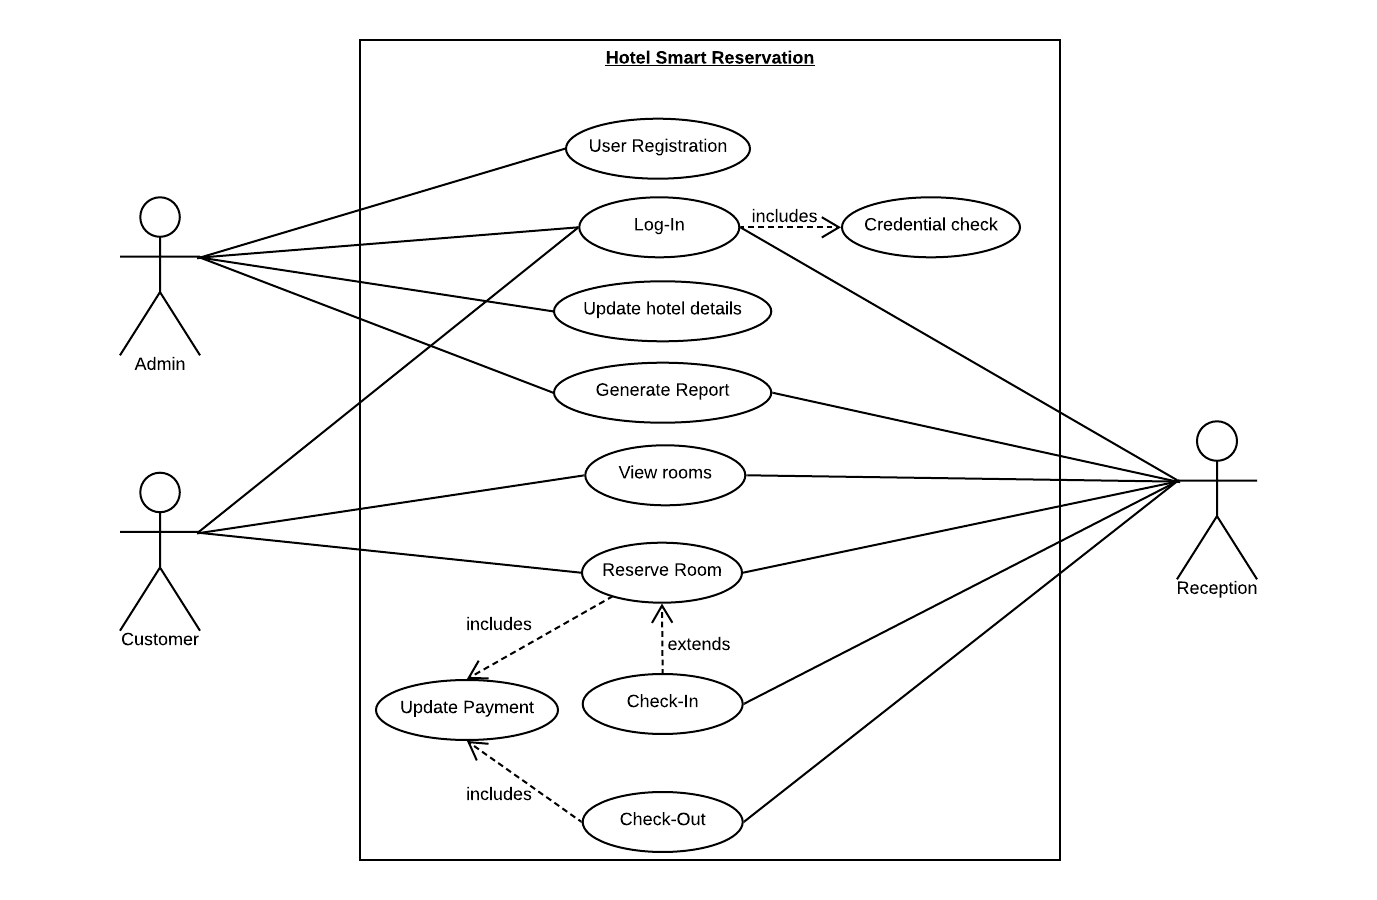 Hotel Smart Reservation
User Registration
Log-In
includes
Credential check
Update hotel details
Admin
Generate Report
View rooms
Reserve Room
Reception
includes
Customer
extends
Check-In
Update Payment
includes
Check-Out